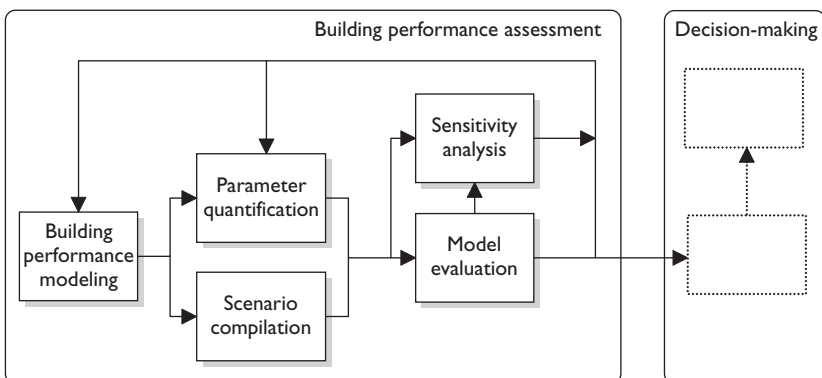 Building performance assessment
Decision-making
Sensitivity
analysis
Parameter
quantification
Building
performance
modeling
Model
evaluation
Scenario
compilation